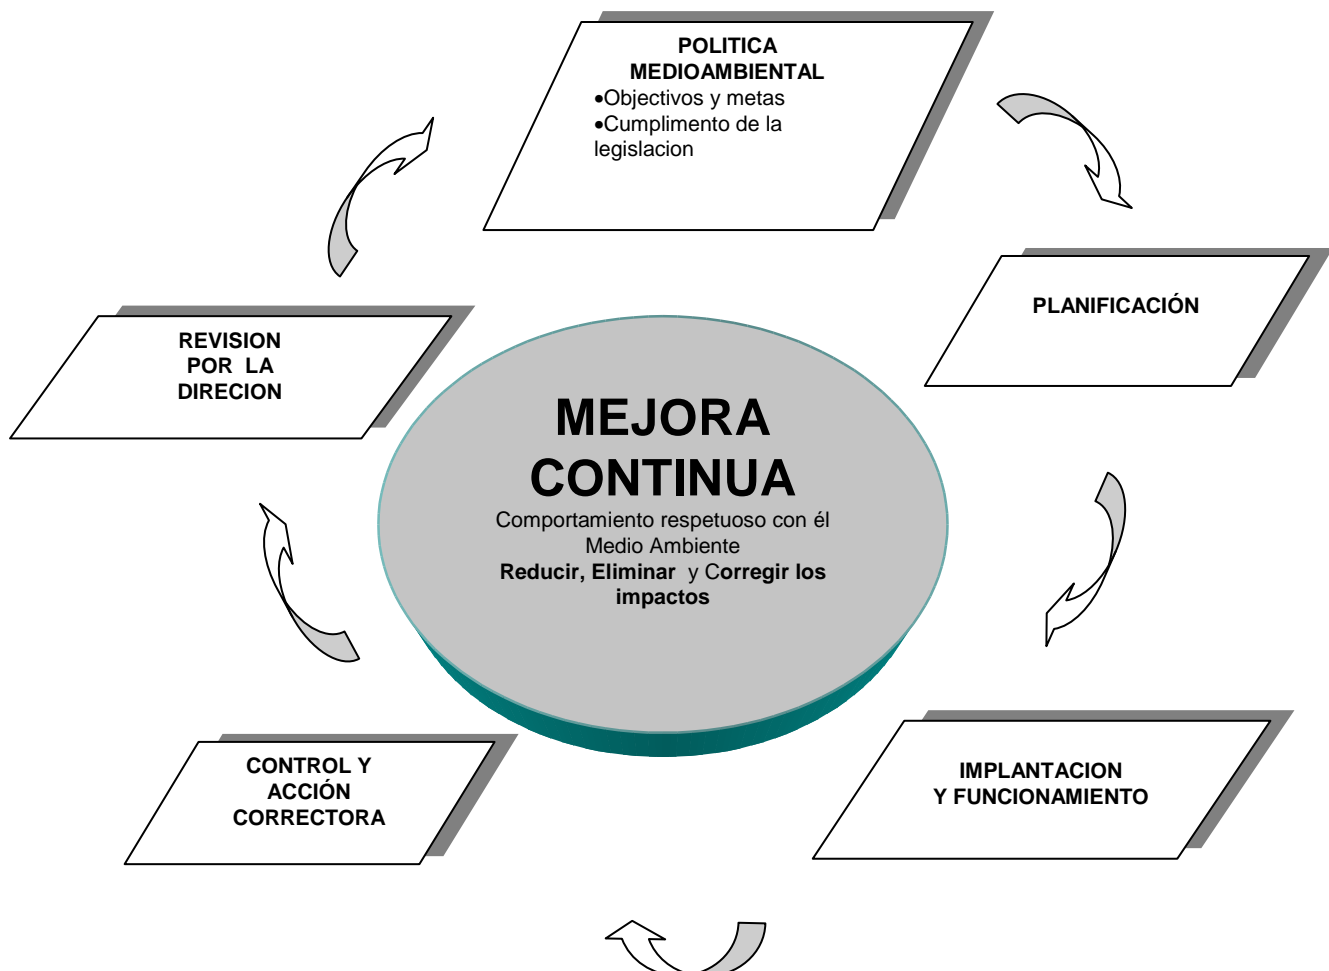 POLITICA
MEDIOAMBIENTAL
•Objectivos y metas
•Cumplimento de la
legislacion
PLANIFICACIÓN
REVISION
POR LA
DIRECION
MEJORA
CONTINUA
Comportamiento respetuoso con él
Medio Ambiente
Reducir, Eliminar y Corregir los
impactos
CONTROL Y
ACCIÓN
CORRECTORA
IMPLANTACION
Y FUNCIONAMIENTO